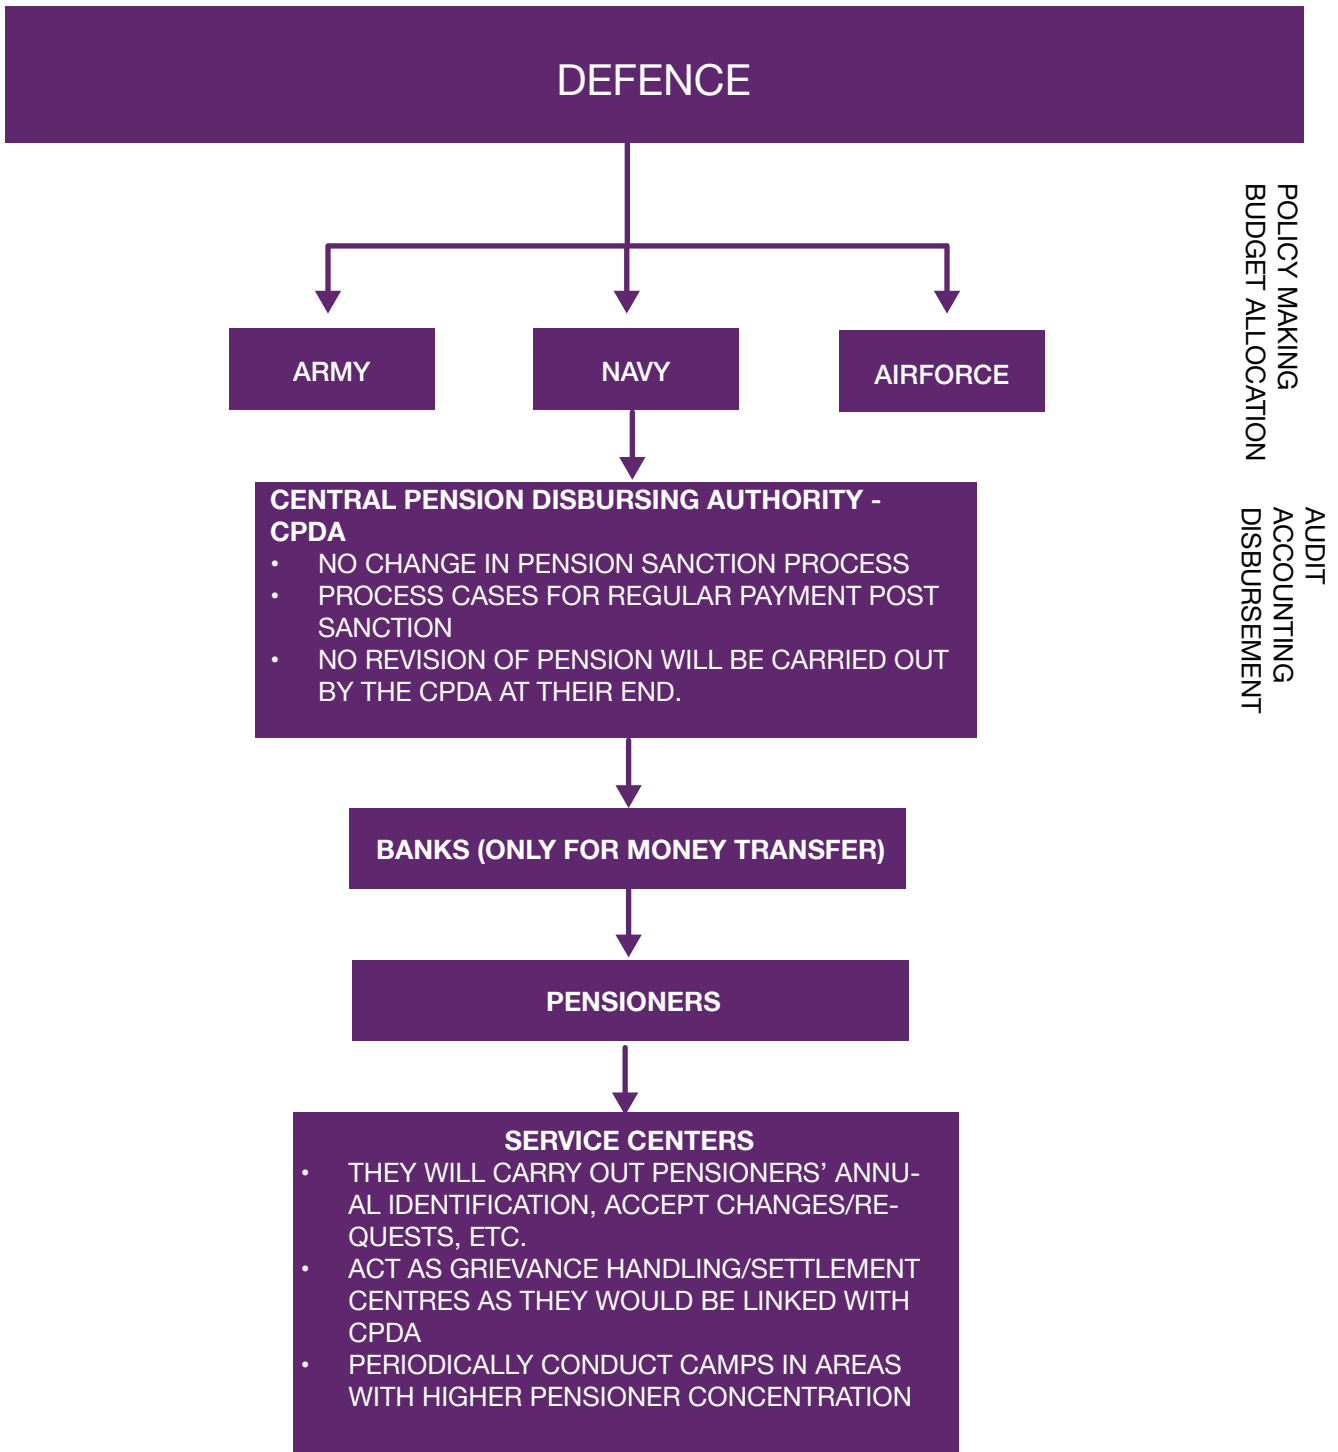 DEFENCE
POLICY MAKING
BUDGET ALLOCATION
ARMY
NAVY
AIRFORCE
CENTRAL PENSION DISBURSING AUTHORITY -
CPDA
• NO CHANGE IN PENSION SANCTION PROCESS
• PROCESS CASES FOR REGULAR PAYMENT POST
SANCTION
• NO REVISION OF PENSION WILL BE CARRIED OUT
BY THE CPDA AT THEIR END.
AUDIT
ACCOUNTING
DISBURSEMENT
BANKS (ONLY FOR MONEY TRANSFER)
PENSIONERS
SERVICE CENTERS
• THEY WILL CARRY OUT PENSIONERS’ ANNU-
AL IDENTIFICATION, ACCEPT CHANGES/RE-
QUESTS, ETC.
• ACT AS GRIEVANCE HANDLING/SETTLEMENT
CENTRES AS THEY WOULD BE LINKED WITH
CPDA
• PERIODICALLY CONDUCT CAMPS IN AREAS
WITH HIGHER PENSIONER CONCENTRATION